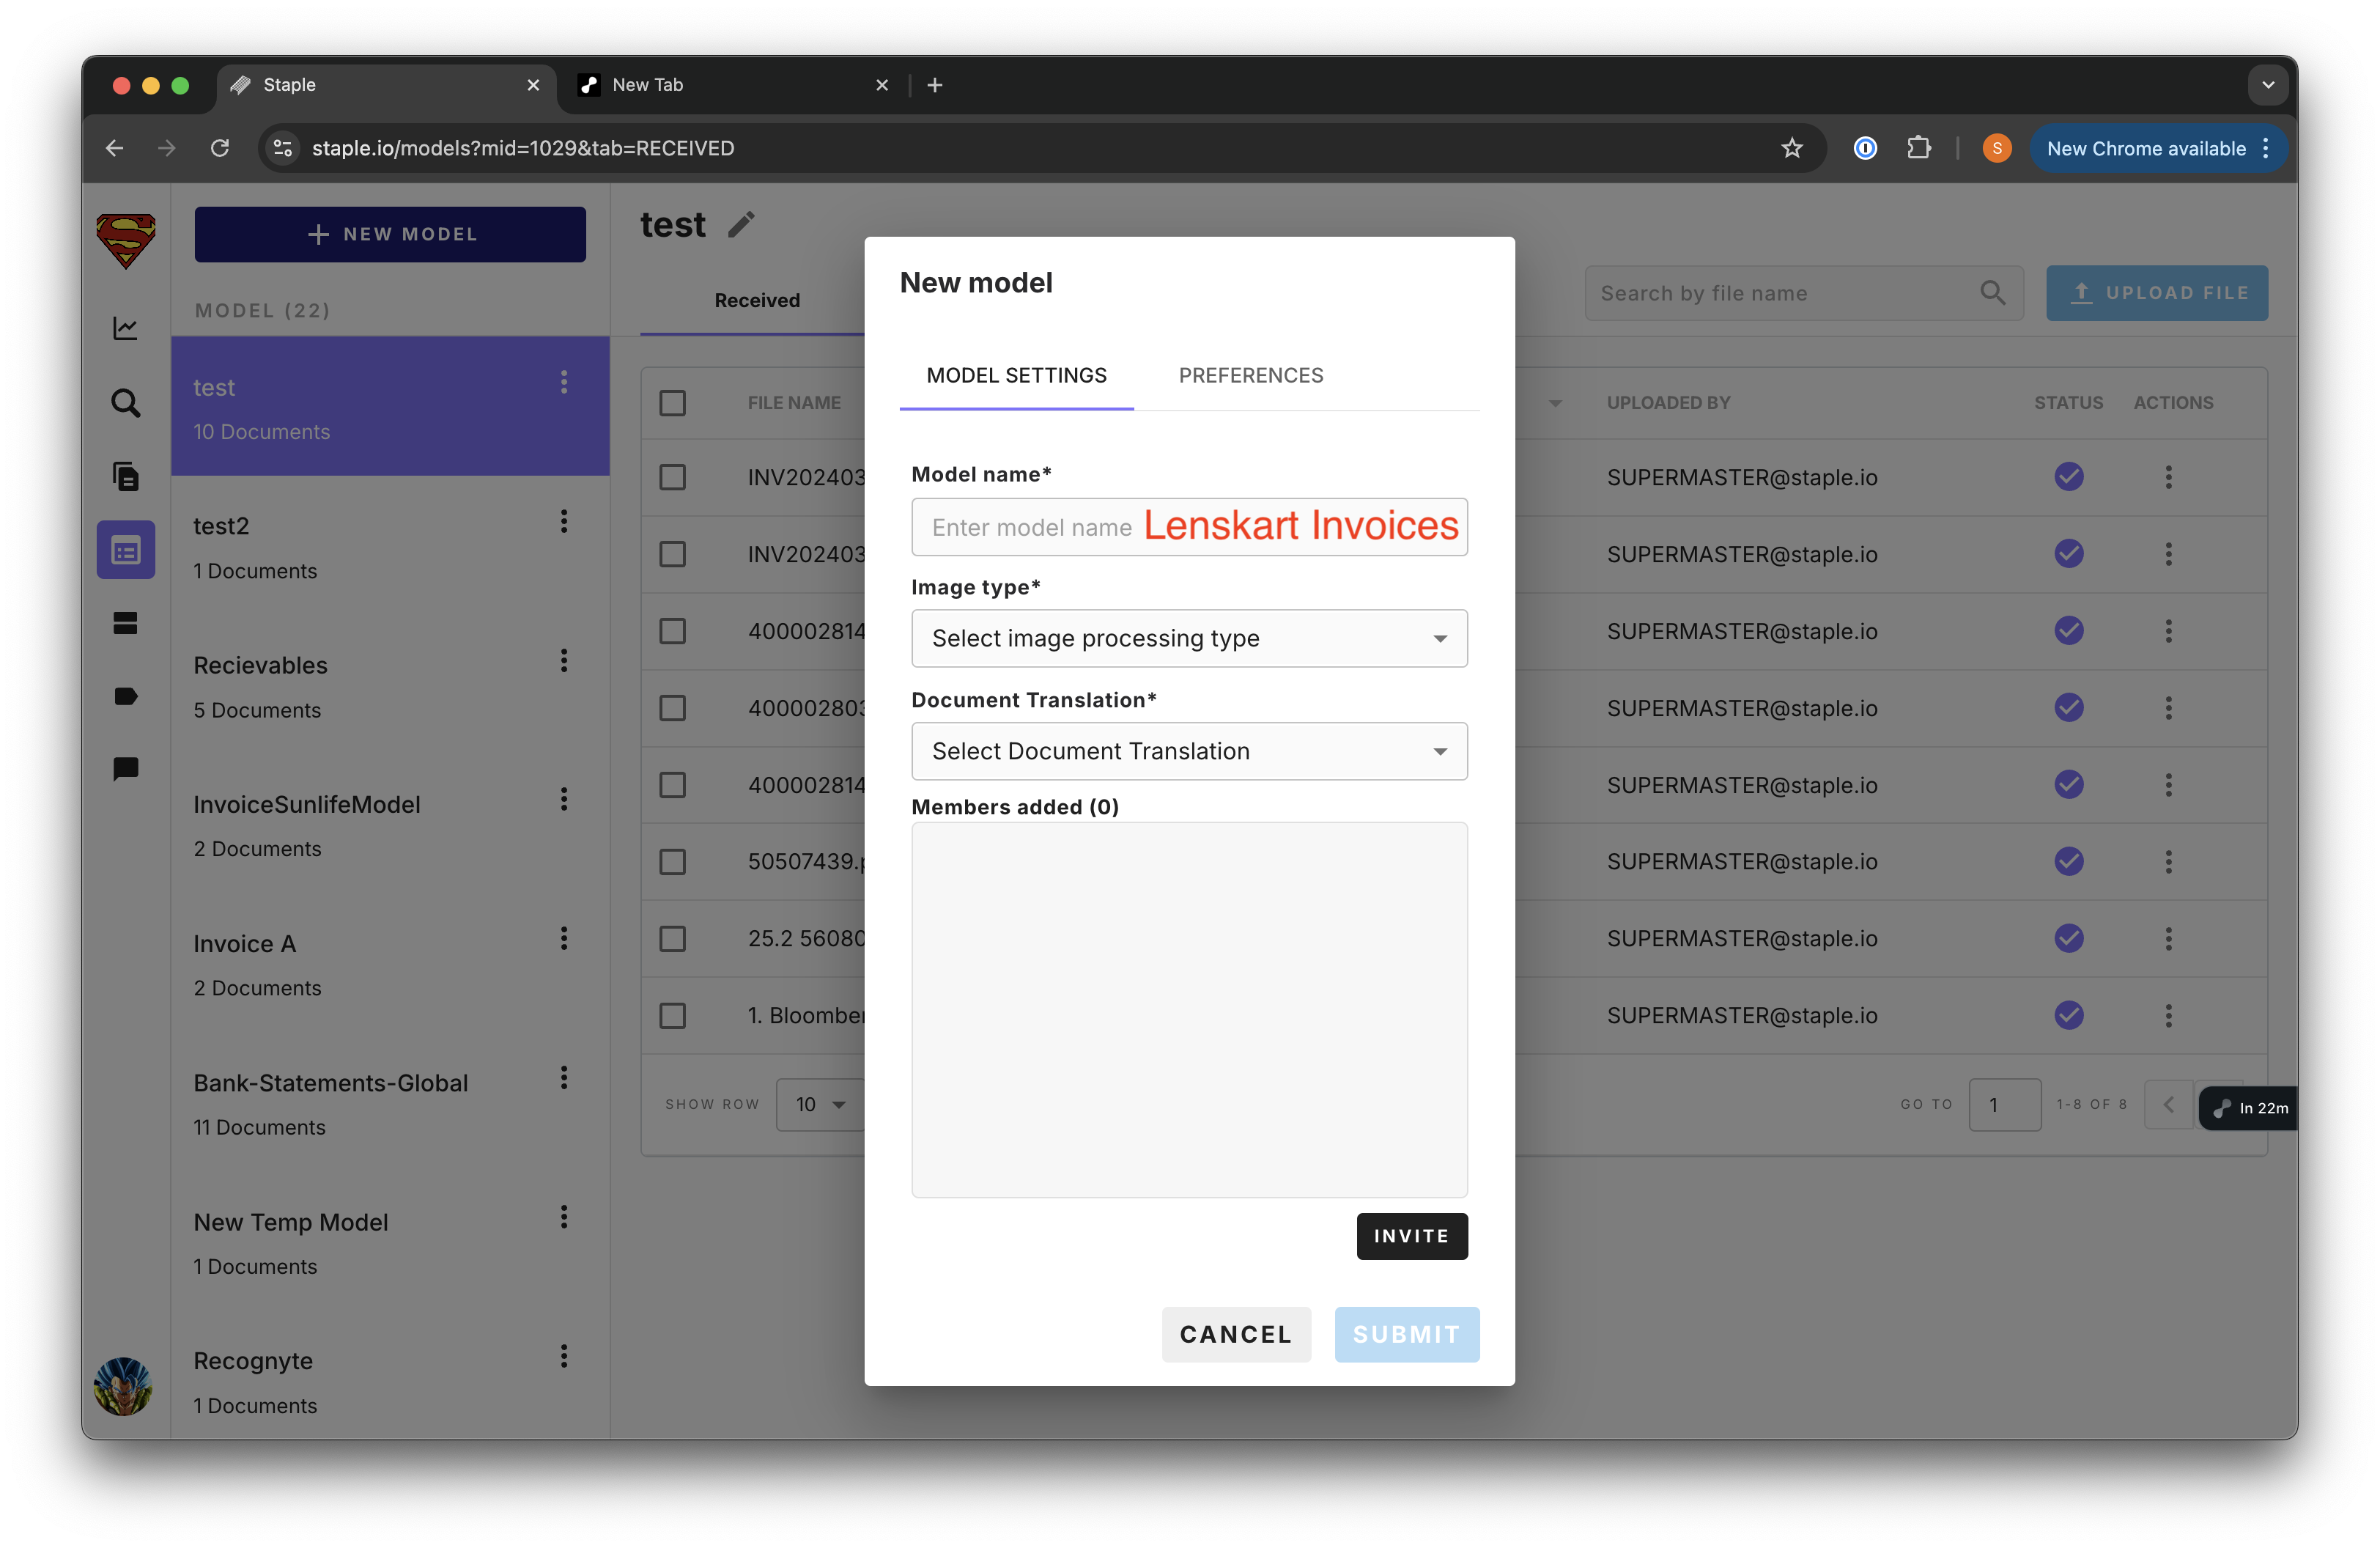 Staple
New Tab
staple.io/models?mid=1029&tab=RECEIVED
S
New Chrome available
NEW MODEL
MODEL (22)
test
10 Documents
test2
1 Documents
Recievables
5 Documents
InvoiceSunlifeModel
2 Documents
Invoice A
2 Documents
Bank-Statements-Global
11 Documents
New Temp Model
1 Documents
Recognyte
1 Documents
test
Received
Search by file name
UPLOAD FILE
FILE NAME
UPLOADED BY
STATUS
ACTIONS
INV202403
SUPERMASTER@staple.io
INV202403
SUPERMASTER@staple.io
400002814
SUPERMASTER@staple.io
400002803
SUPERMASTER@staple.io
400002814
SUPERMASTER@staple.io
50507439.p
SUPERMASTER@staple.io
25.2 56080
SUPERMASTER@staple.io
1. Bloomber
SUPERMASTER@staple.io
SHOW ROW
10
GO TO
1
1-8 OF 8
In 22m
New model
MODEL SETTINGS
PREFERENCES
Model name*
Enter model name Lenskart Invoices
Image type*
Select image processing type
Document Translation*
Select Document Translation
Members added (0)
INVITE
CANCEL
SUBMIT